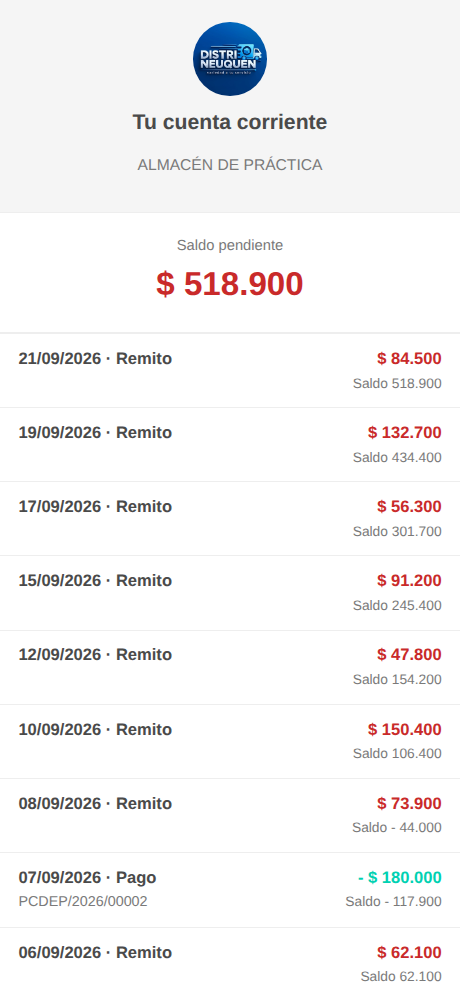 DISTRI
NEUQUÉN
Tu cuenta corriente
ALMACÉN DE PRÁCTICA
Saldo pendiente
$ 518.900
21/09/2026 · Remito $ 84.500
Saldo 518.900
19/09/2026 · Remito $ 132.700
Saldo 434.400
17/09/2026 · Remito $ 56.300
Saldo 301.700
15/09/2026 · Remito $ 91.200
Saldo 245.400
12/09/2026 · Remito $ 47.800
Saldo 154.200
10/09/2026 · Remito $ 150.400
Saldo 106.400
08/09/2026 · Remito $ 73.900
Saldo - 44.000
07/09/2026 · Pago - $ 180.000
PCDEP/2026/00002 Saldo - 117.900
06/09/2026 · Remito $ 62.100
Saldo 62.100